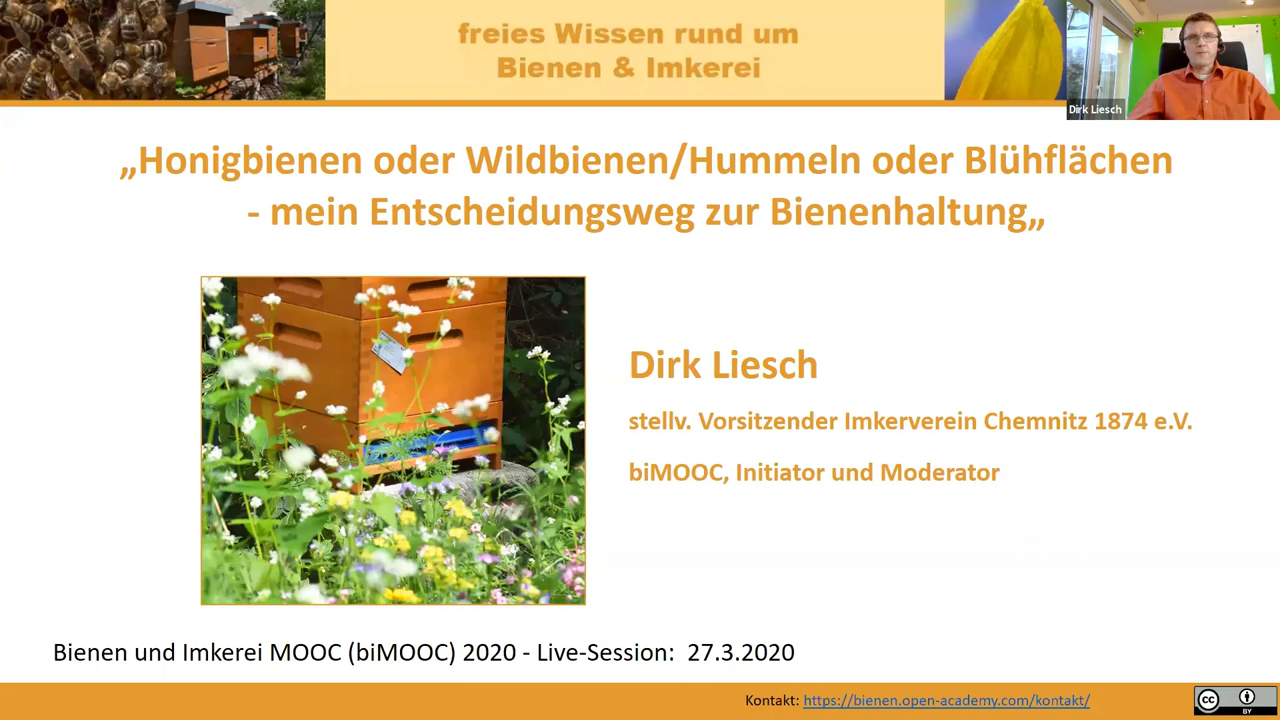 freies Wissen rund um
Bienen & Imkerei
Dirk Liesch
„Honigbienen oder Wildbienen/Hummeln oder Blühflächen
- mein Entscheidungsweg zur Bienenhaltung„
Dirk Liesch
stellv. Vorsitzender Imkerverein Chemnitz 1874 e.V.
biMOOC, Initiator und Moderator
Bienen und Imkerei MOOC (biMOOC) 2020 - Live-Session: 27.3.2020
Kontakt: https://bienen.open-academy.com/kontakt/
cc
BY